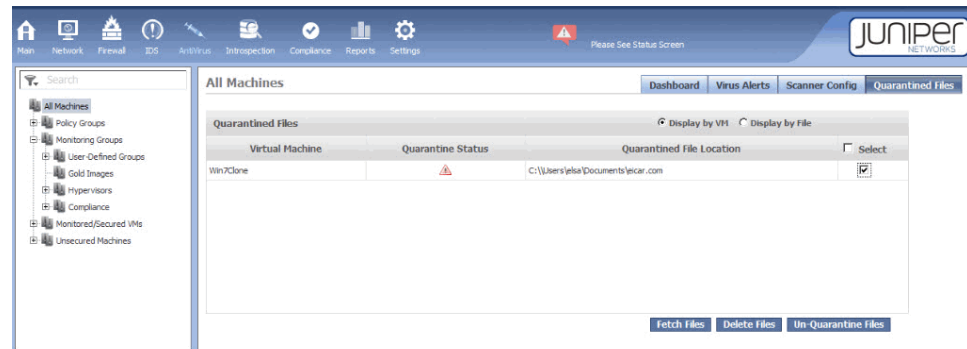 Main Network Firewall IDS AntiVirus Introspection Compliance Reports Settings
Please See Status Screen
JUNIPER
NETWORKS
Search
All Machines
Policy Groups
Monitoring Groups
User-Defined Groups
Gold Images
Hypervisors
Compliance
Monitored/Secured VMs
Unsecured Machines
All Machines
Dashboard Virus Alerts Scanner Config Quarantined Files
Quarantined Files Display by VM Display by File
Virtual Machine Quarantine Status Quarantined File Location Select
Win7Clone C:\\Users\elsa\Documents\eicar.com
Fetch Files Delete Files Un-Quarantine Files